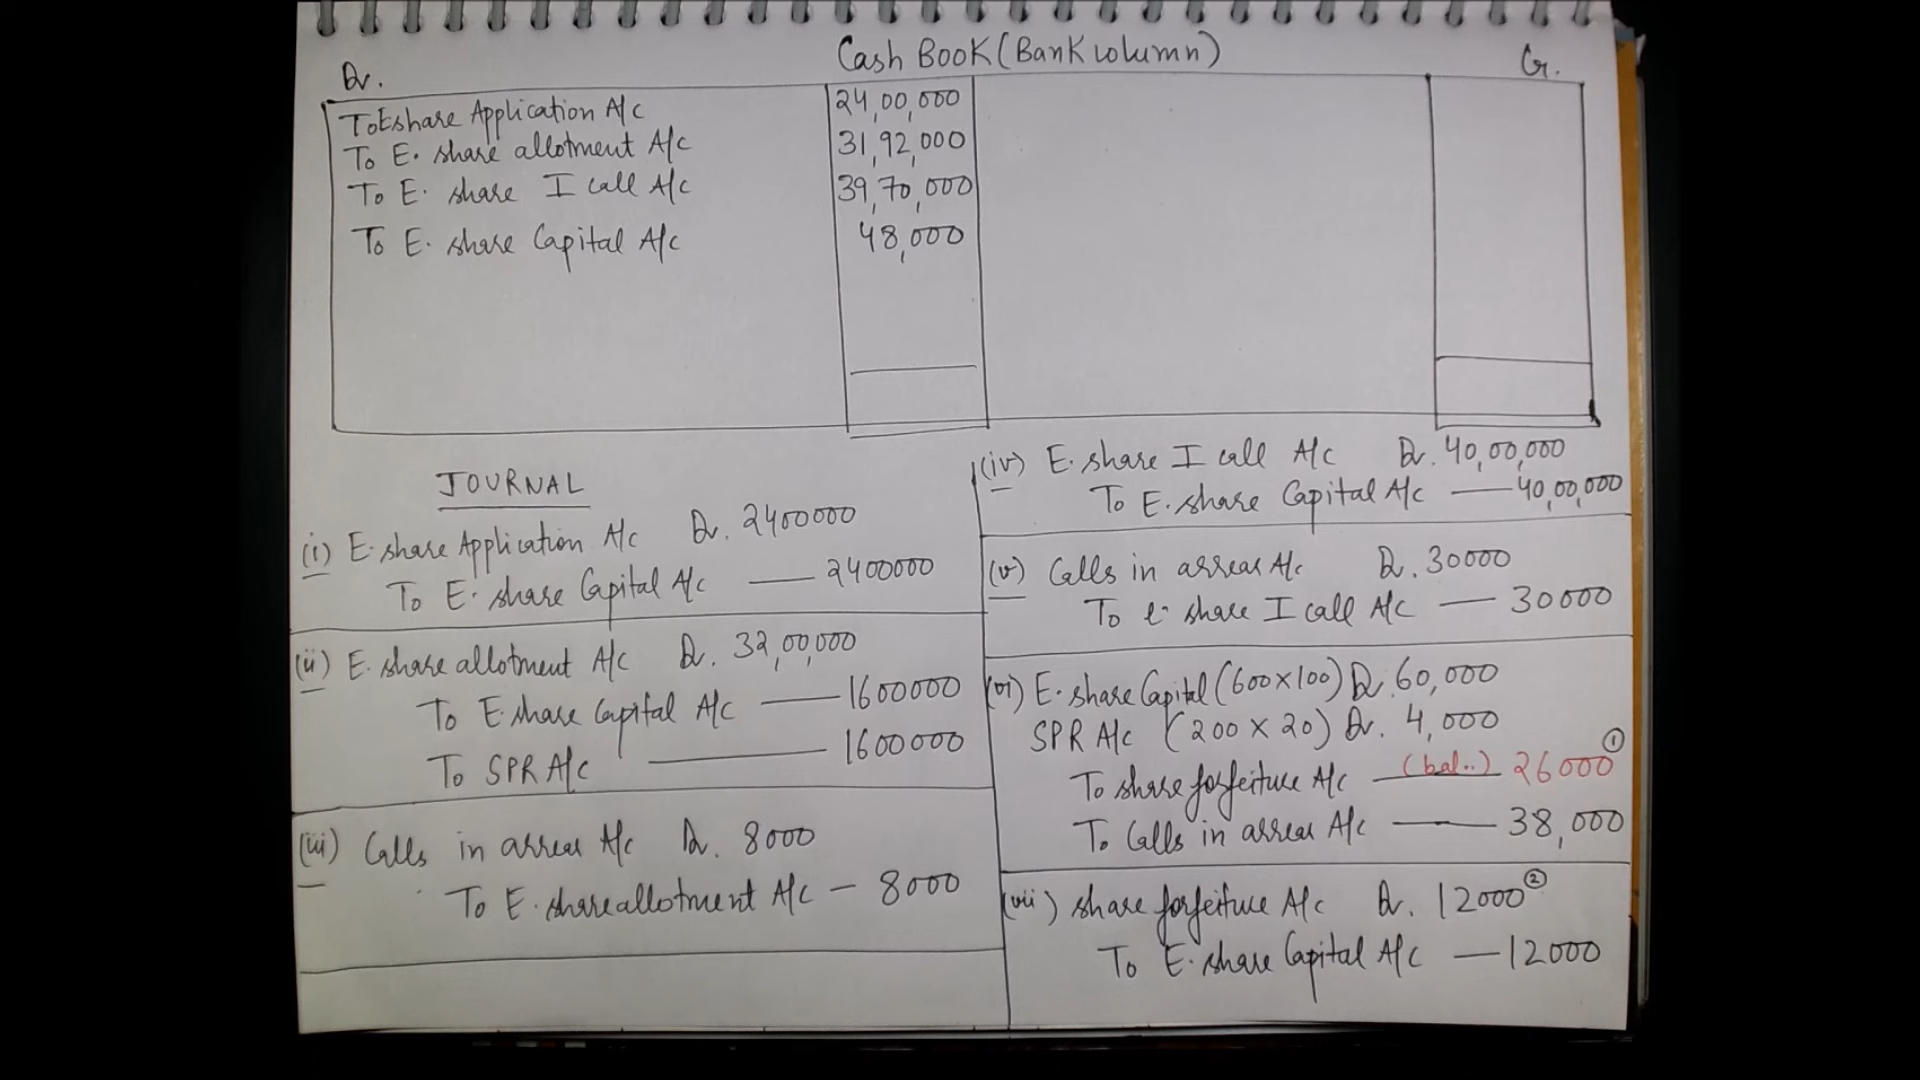 Cash Book (Bank column)
Dr.
Cr.
To E share Application A/c 24,00,000
To E. share allotment A/c 31,92,000
To E. share I call A/c 39,70,000
To E. share Capital A/c 48,000
JOURNAL
(i) E. share Application A/c Dr. 2400000
To E. share Capital A/c — 2400000
(ii) E. share allotment A/c Dr. 32,00,000
To E. share Capital A/c — 1600000
To SPR A/c — 1600000
(iii) Calls in arrear A/c Dr. 8000
To E. share allotment A/c — 8000
(iv) E. share I call A/c Dr. 40,00,000
To E. share Capital A/c — 40,00,000
(v) Calls in arrear A/c Dr. 30000
To E. share I call A/c — 30000
(vi) E. share Capital (600×100) Dr. 60,000
SPR A/c (200 × 20) Dr. 4,000
To share forfeiture A/c — (bal..) 26000 ①
To Calls in arrear A/c — 38,000
(vii) share forfeiture A/c Dr. 12000 ②
To E. share Capital A/c — 12000